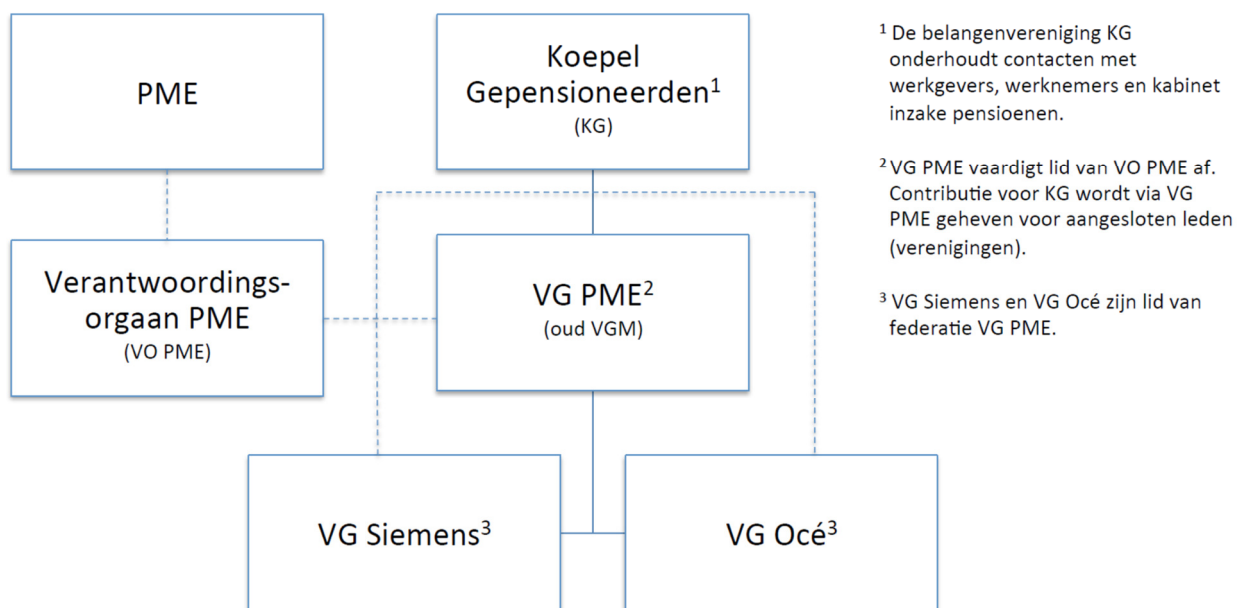 PME
Koepel
Gepensioneerden¹
(KG)
Verantwoordings-
orgaan PME
(VO PME)
VG PME²
(oud VGM)
VG Siemens³
VG Océ³
¹ De belangenvereniging KG
onderhoudt contacten met
werkgevers, werknemers en kabinet
inzake pensioenen.
² VG PME vaardigt lid van VO PME af.
Contributie voor KG wordt via VG
PME geheven voor aangesloten leden
(verenigingen).
³ VG Siemens en VG Océ zijn lid van
federatie VG PME.